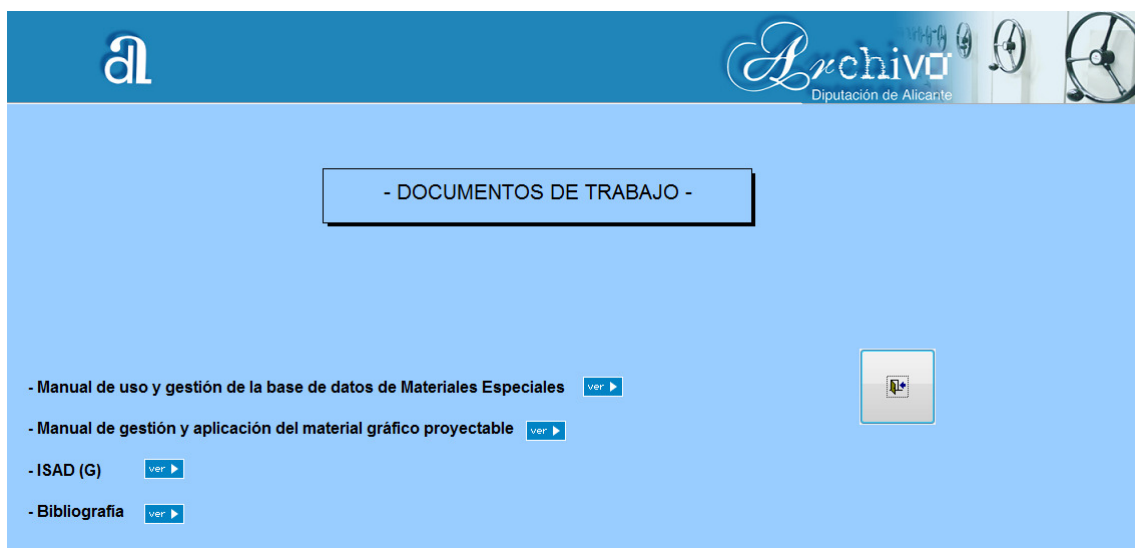 a
Archivo
Diputación de Alicante
- DOCUMENTOS DE TRABAJO -
- Manual de uso y gestión de la base de datos de Materiales Especiales ver
- Manual de gestión y aplicación del material gráfico proyectable ver
- ISAD (G) ver
- Bibliografía ver